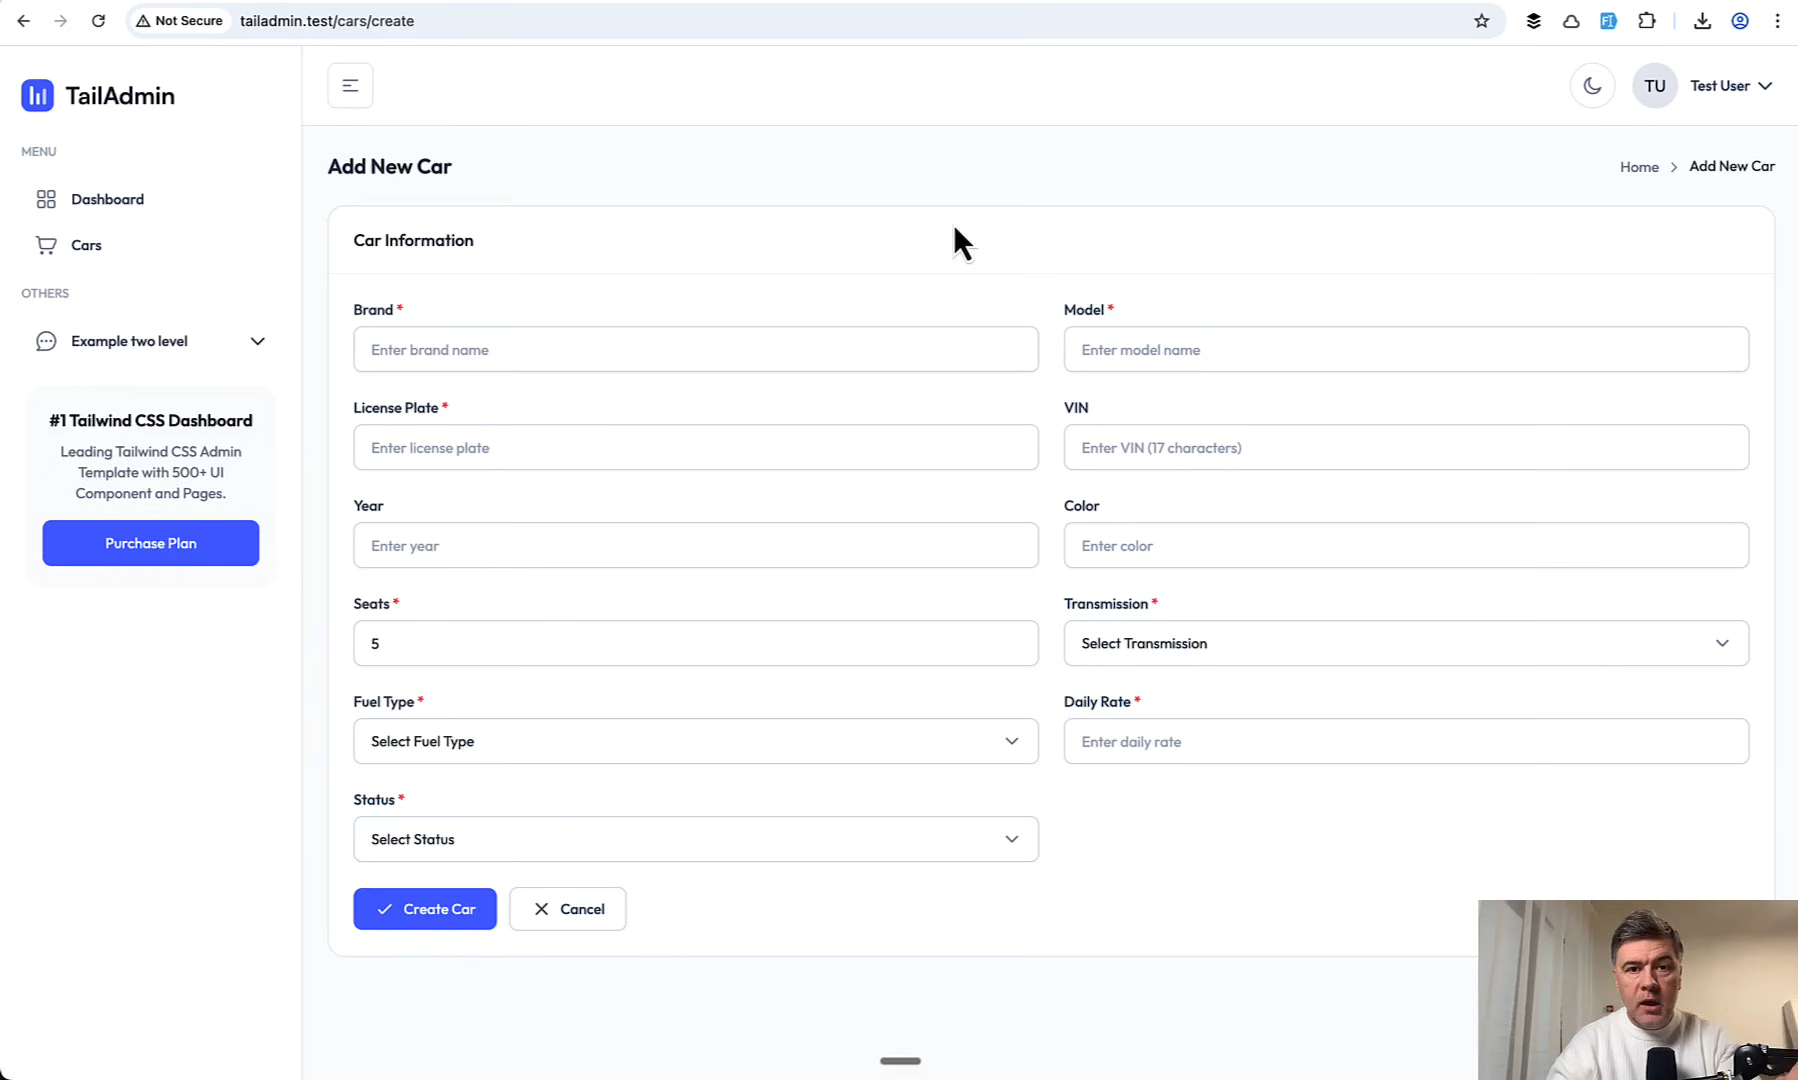 Not Secure tailadmin.test/cars/create
TailAdmin
TU Test User
MENU
Dashboard
Cars
OTHERS
Example two level
#1 Tailwind CSS Dashboard
Leading Tailwind CSS Admin
Template with 500+ UI
Component and Pages.
Purchase Plan
Add New Car
Home > Add New Car
Car Information
Brand *
Enter brand name
Model *
Enter model name
License Plate *
Enter license plate
VIN
Enter VIN (17 characters)
Year
Enter year
Color
Enter color
Seats *
5
Transmission *
Select Transmission
Fuel Type *
Select Fuel Type
Daily Rate *
Enter daily rate
Status *
Select Status
Create Car
Cancel